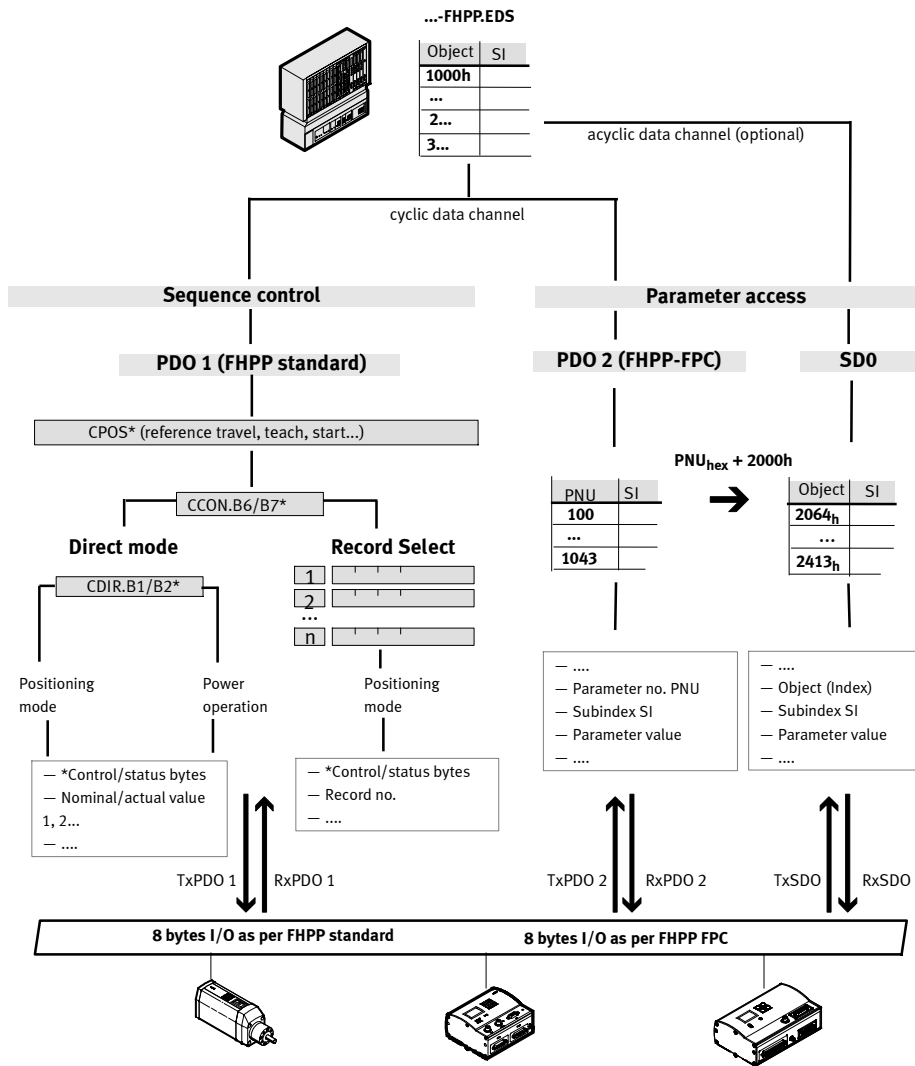 ...-FHPP.EDS
Object SI
1000h
...
2...
3...
acyclic data channel (optional)
cyclic data channel
Sequence control
Parameter access
PDO 1 (FHPP standard)
PDO 2 (FHPP-FPC)
SD0
CPOS* (reference travel, teach, start...)
PNUhex + 2000h
CCON.B6/B7*
PNU SI
100
...
1043
Object SI
2064h
...
2413h
Direct mode
Record Select
CDIR.B1/B2*
1
2
...
n
Positioning
mode
Power
operation
Positioning
mode
— *Control/status bytes
— Nominal/actual value
1, 2...
— ....
— *Control/status bytes
— Record no.
— ....
— ....
— Parameter no. PNU
— Subindex SI
— Parameter value
— ....
— ....
— Object (Index)
— Subindex SI
— Parameter value
— ....
TxPDO 1
RxPDO 1
TxPDO 2
RxPDO 2
TxSDO
RxSDO
8 bytes I/O as per FHPP standard
8 bytes I/O as per FHPP FPC